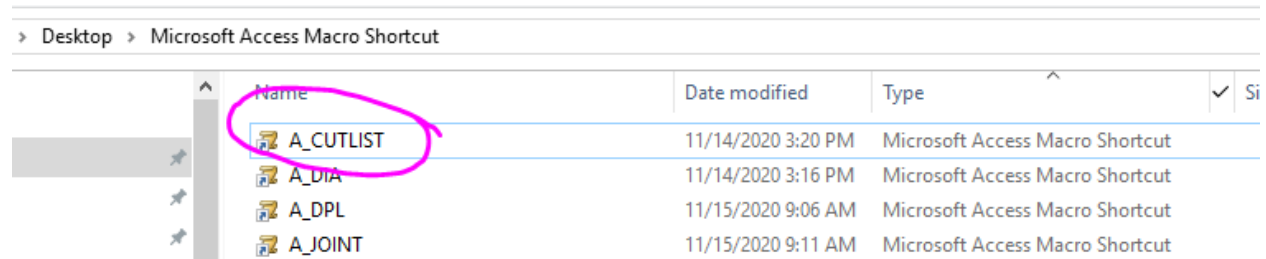 > Desktop > Microsoft Access Macro Shortcut
Name Date modified Type Si
A_CUTLIST 11/14/2020 3:20 PM Microsoft Access Macro Shortcut
A_DIA 11/14/2020 3:16 PM Microsoft Access Macro Shortcut
A_DPL 11/15/2020 9:06 AM Microsoft Access Macro Shortcut
A_JOINT 11/15/2020 9:11 AM Microsoft Access Macro Shortcut